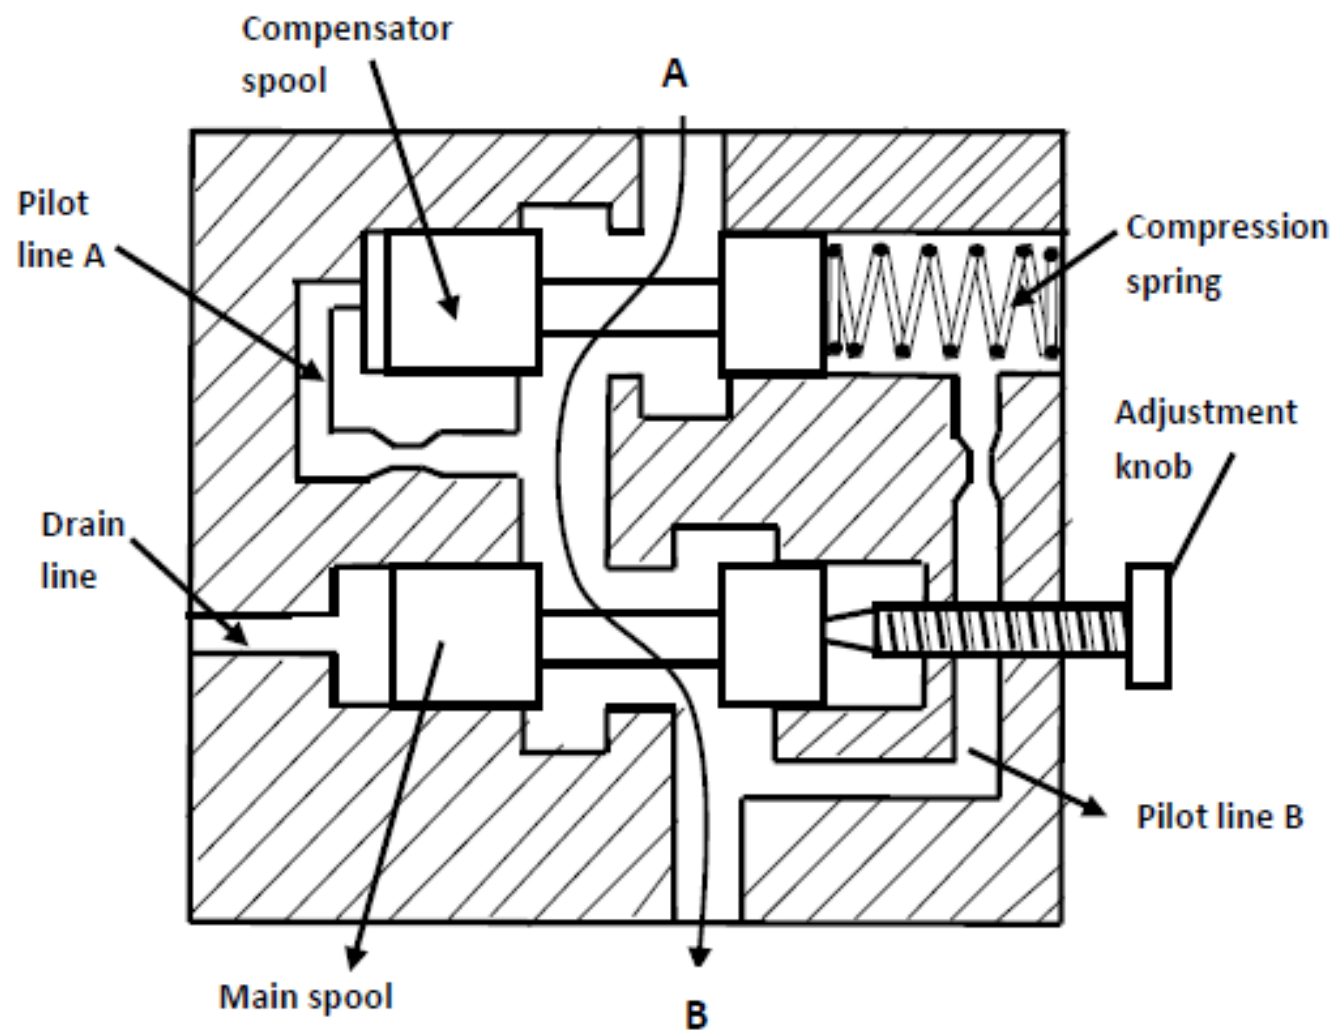 Compensator
spool
A
Pilot
line A
Compression
spring
Adjustment
knob
Drain
line
Pilot line B
Main spool
B